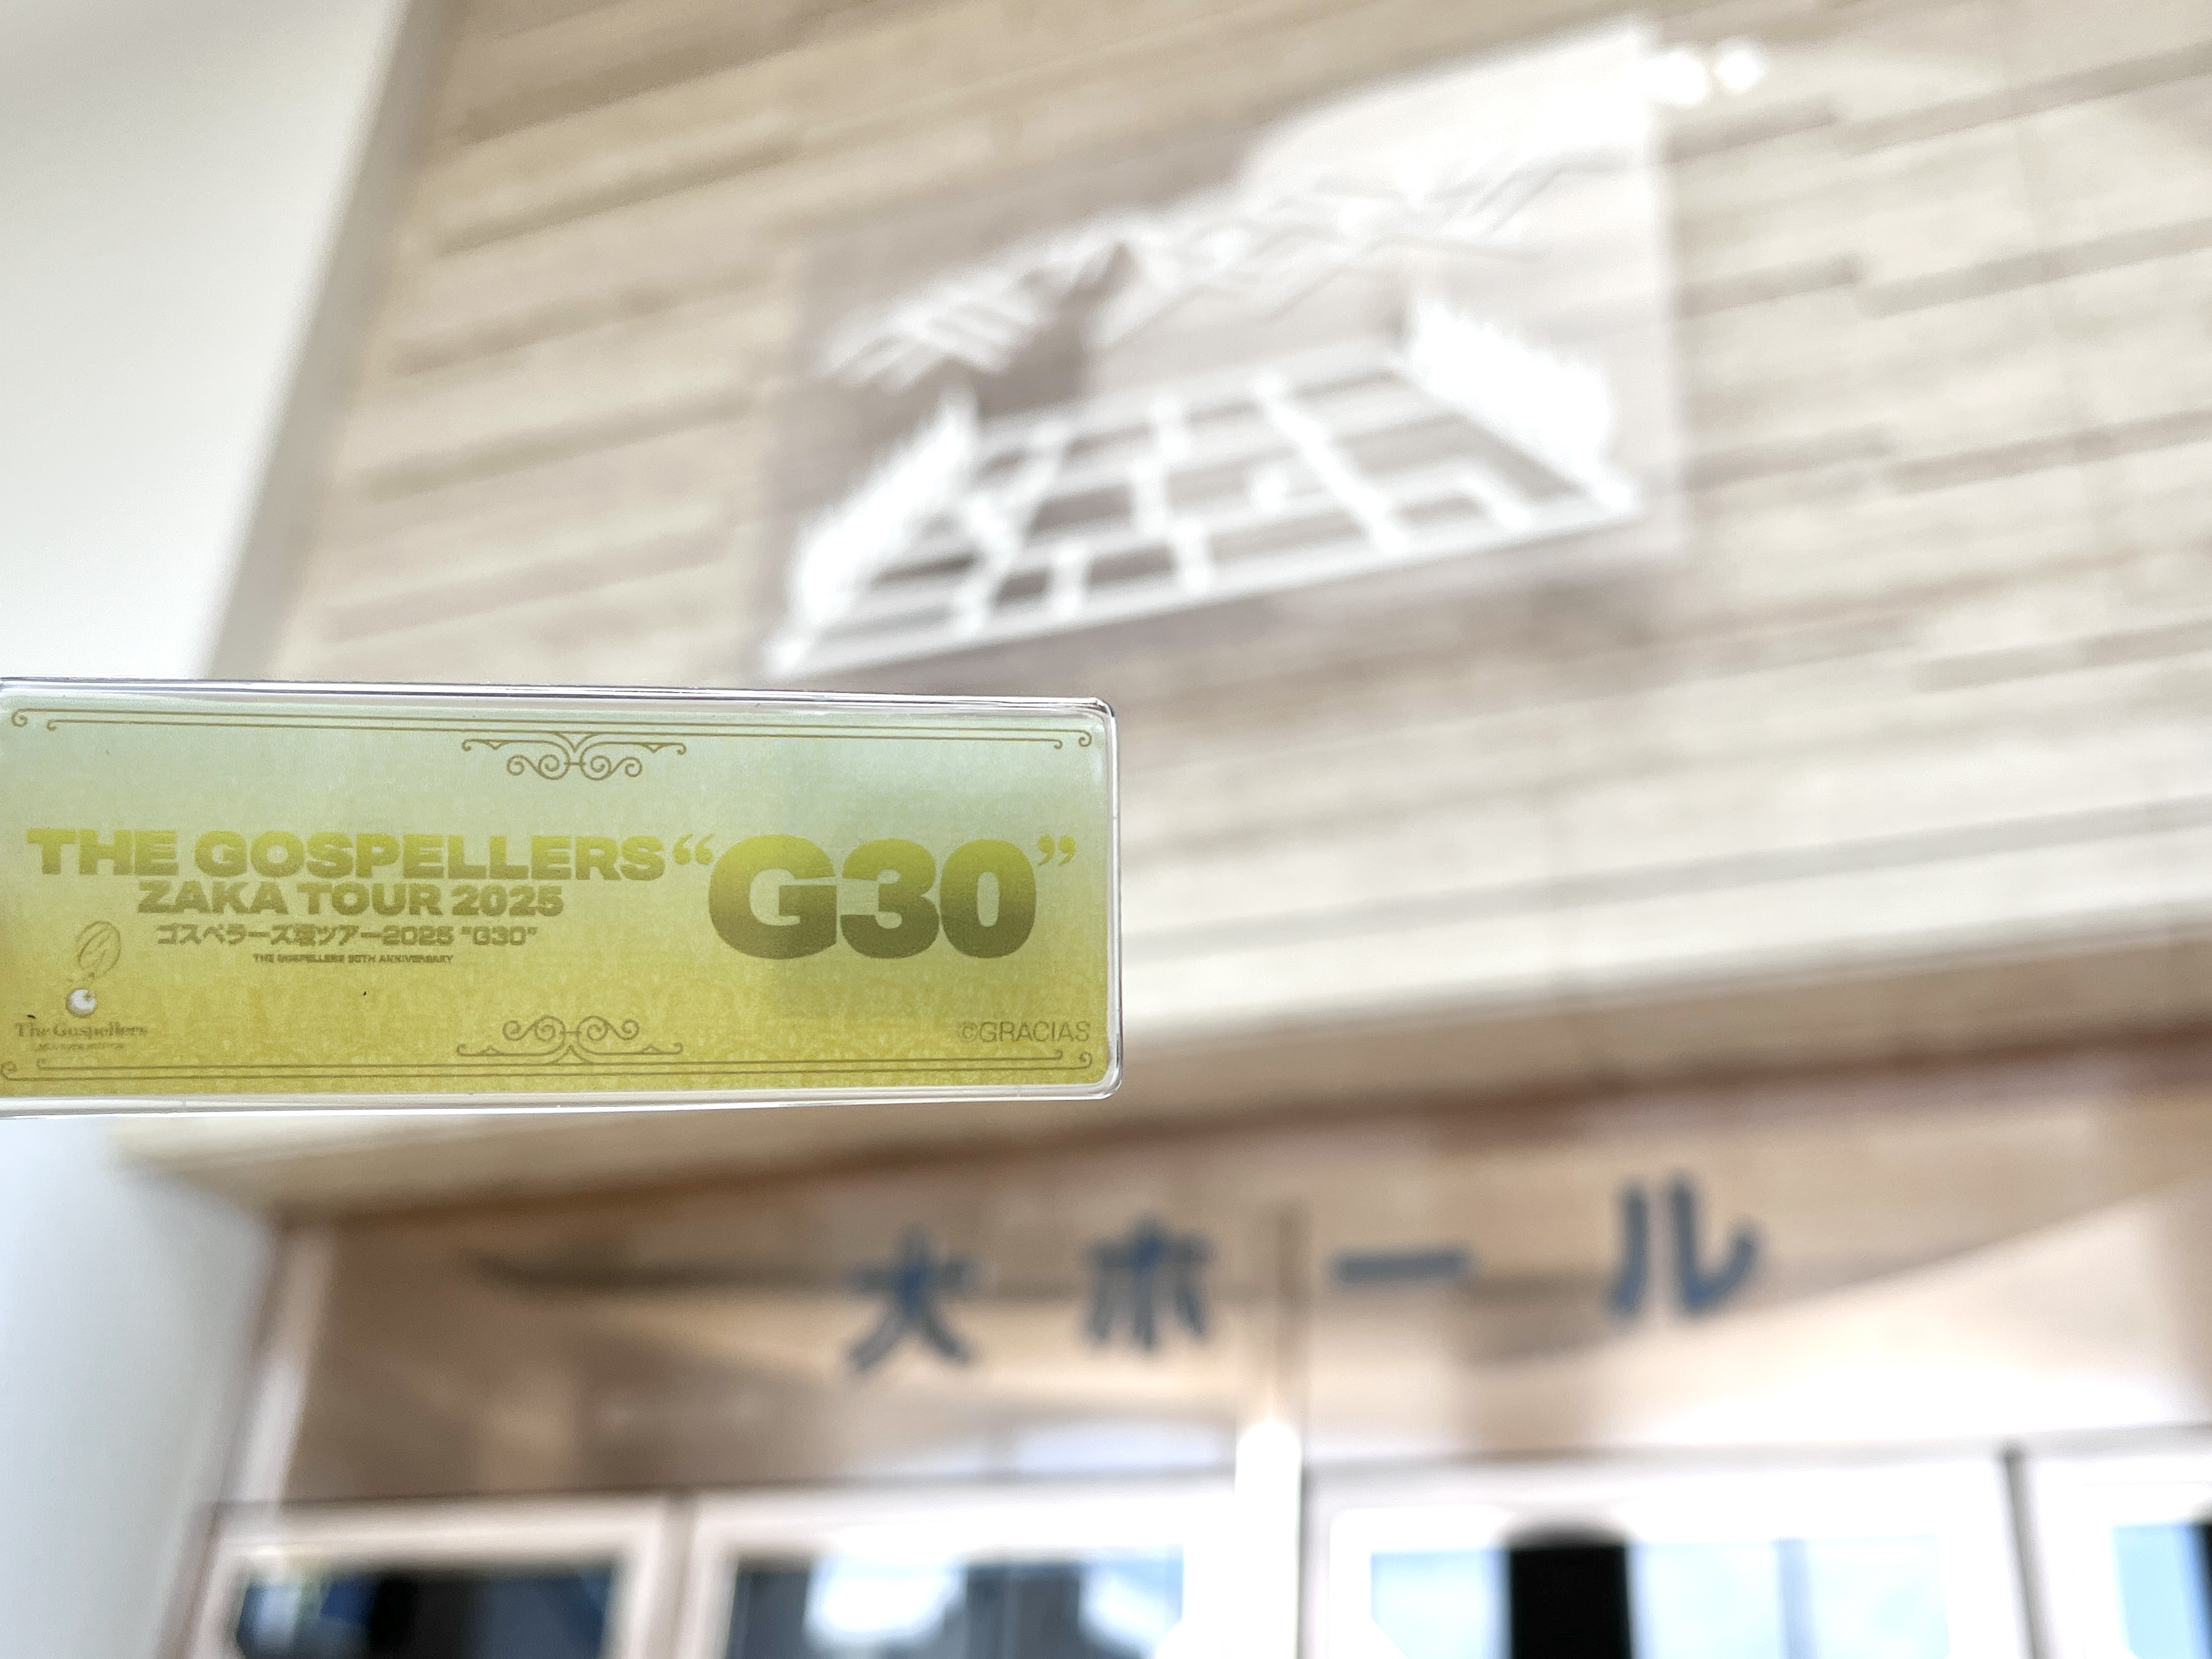 THE GOSPELLERS “G30”
ZAKA TOUR 2025
ゴスペラーズ坂ツアー2025 "G30"
THE GOSPELLERS 30TH ANNIVERSARY
The Gospellers
©GRACIAS
大ホール